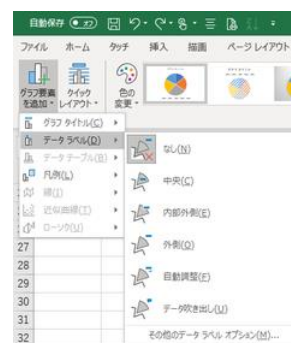 自動保存 オフ
ファイル ホーム タッチ 挿入 描画 ページ レイアウト
グラフ要素 クイック 色の
を追加 レイアウト 変更
グラフ タイトル(C)
データ ラベル(D)
データ テーブル(B)
凡例(L)
線(I)
近似曲線(T)
ローソク(U)
なし(N)
中央(C)
内部外側(E)
外側(O)
自動調整(F)
データ吹き出し(U)
その他のデータ ラベル オプション(M)...
27
28
29
30
31
32